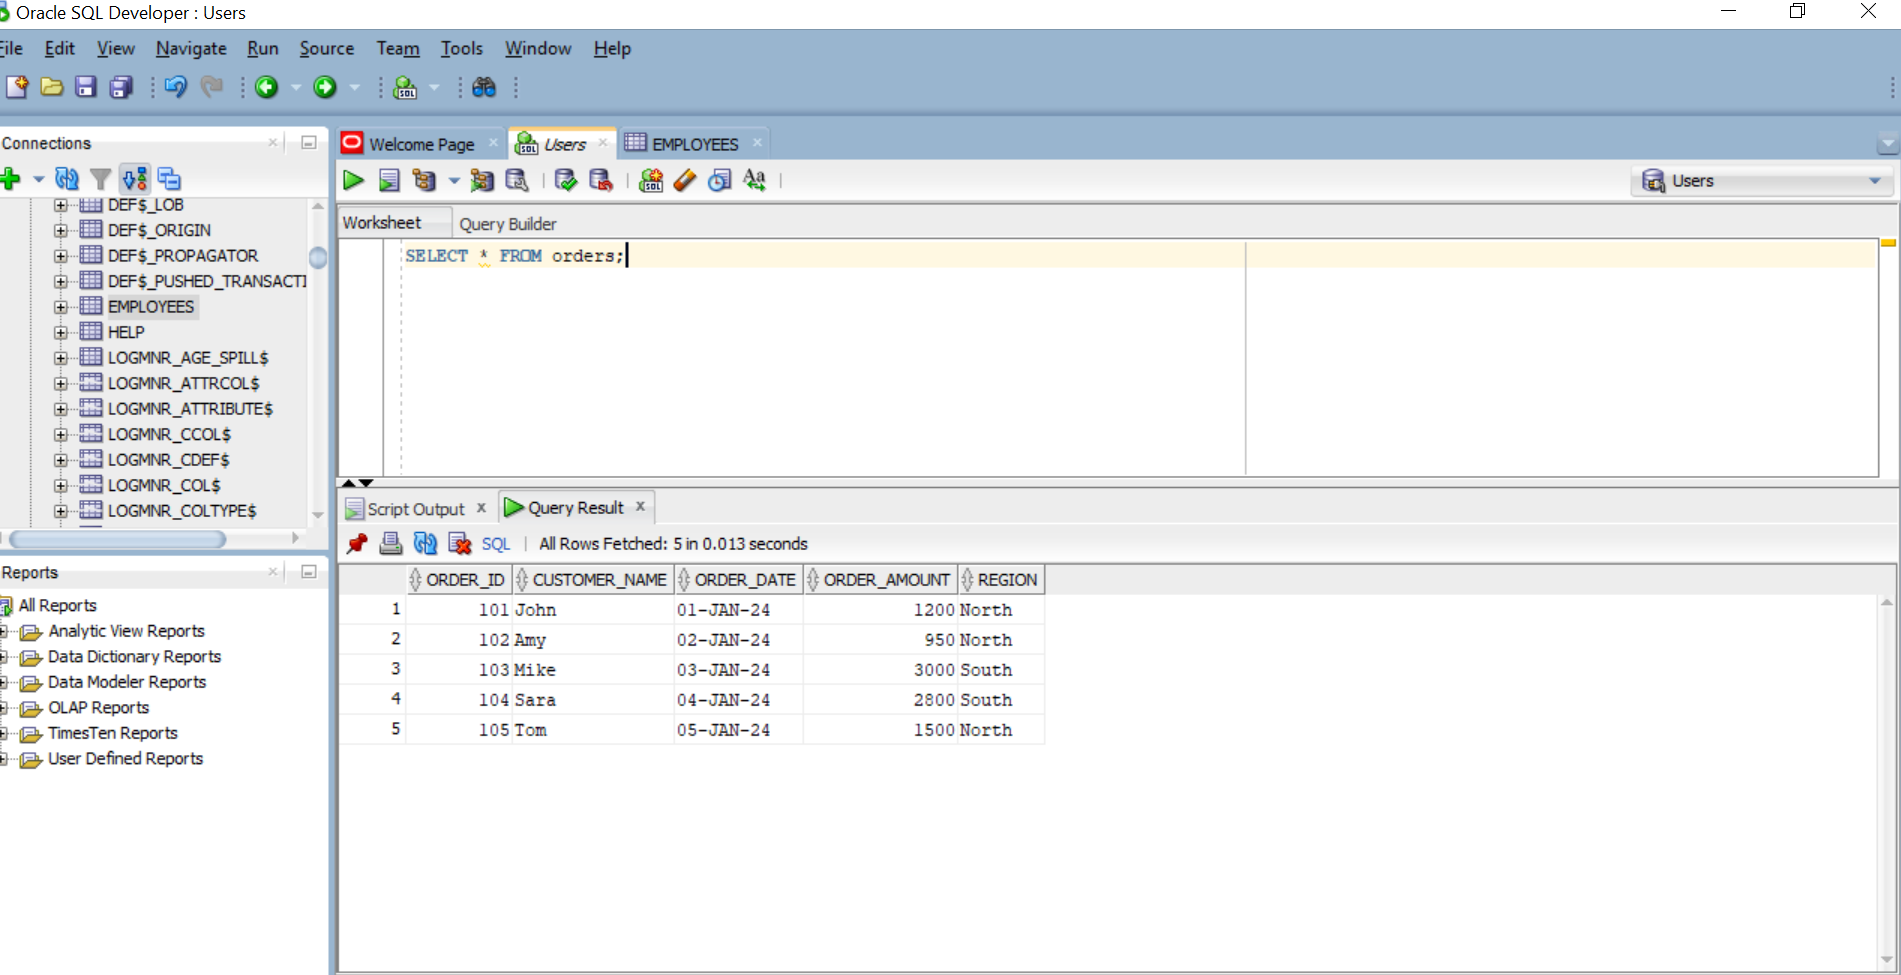 Oracle SQL Developer : Users
File Edit View Navigate Run Source Team Tools Window Help
Connections
DEF$_LOB
DEF$_ORIGIN
DEF$_PROPAGATOR
DEF$_PUSHED_TRANSACTI
EMPLOYEES
HELP
LOGMNR_AGE_SPILL$
LOGMNR_ATTRCOL$
LOGMNR_ATTRIBUTE$
LOGMNR_CCOL$
LOGMNR_CDEF$
LOGMNR_COL$
LOGMNR_COLTYPE$
Reports
All Reports
Analytic View Reports
Data Dictionary Reports
Data Modeler Reports
OLAP Reports
TimesTen Reports
User Defined Reports
Welcome Page Users EMPLOYEES
Users
Worksheet Query Builder
SELECT * FROM orders;
Script Output Query Result
SQL | All Rows Fetched: 5 in 0.013 seconds
ORDER_ID CUSTOMER_NAME ORDER_DATE ORDER_AMOUNT REGION
1 101 John 01-JAN-24 1200 North
2 102 Amy 02-JAN-24 950 North
3 103 Mike 03-JAN-24 3000 South
4 104 Sara 04-JAN-24 2800 South
5 105 Tom 05-JAN-24 1500 North